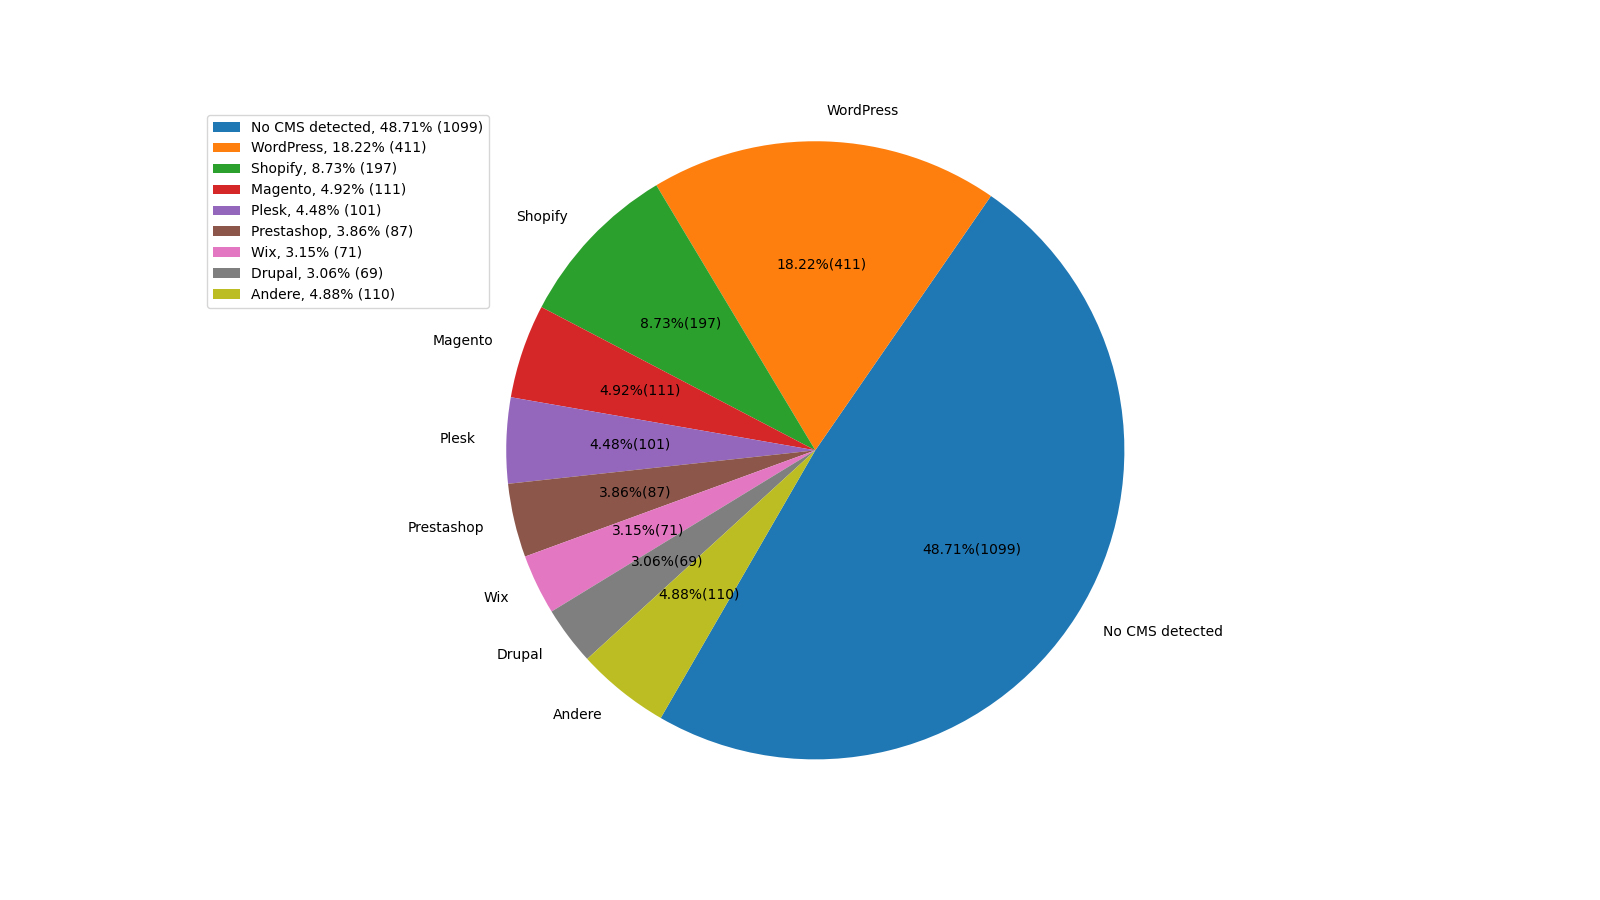 WordPress
No CMS detected, 48.71% (1099)
WordPress, 18.22% (411)
Shopify, 8.73% (197)
Magento, 4.92% (111)
Plesk, 4.48% (101)
Prestashop, 3.86% (87)
Wix, 3.15% (71)
Drupal, 3.06% (69)
Andere, 4.88% (110)
Shopify
18.22%(411)
8.73%(197)
Magento
4.92%(111)
Plesk
4.48%(101)
3.86%(87)
Prestashop
3.15%(71)
48.71%(1099)
3.06%(69)
4.88%(110)
Wix
No CMS detected
Drupal
Andere